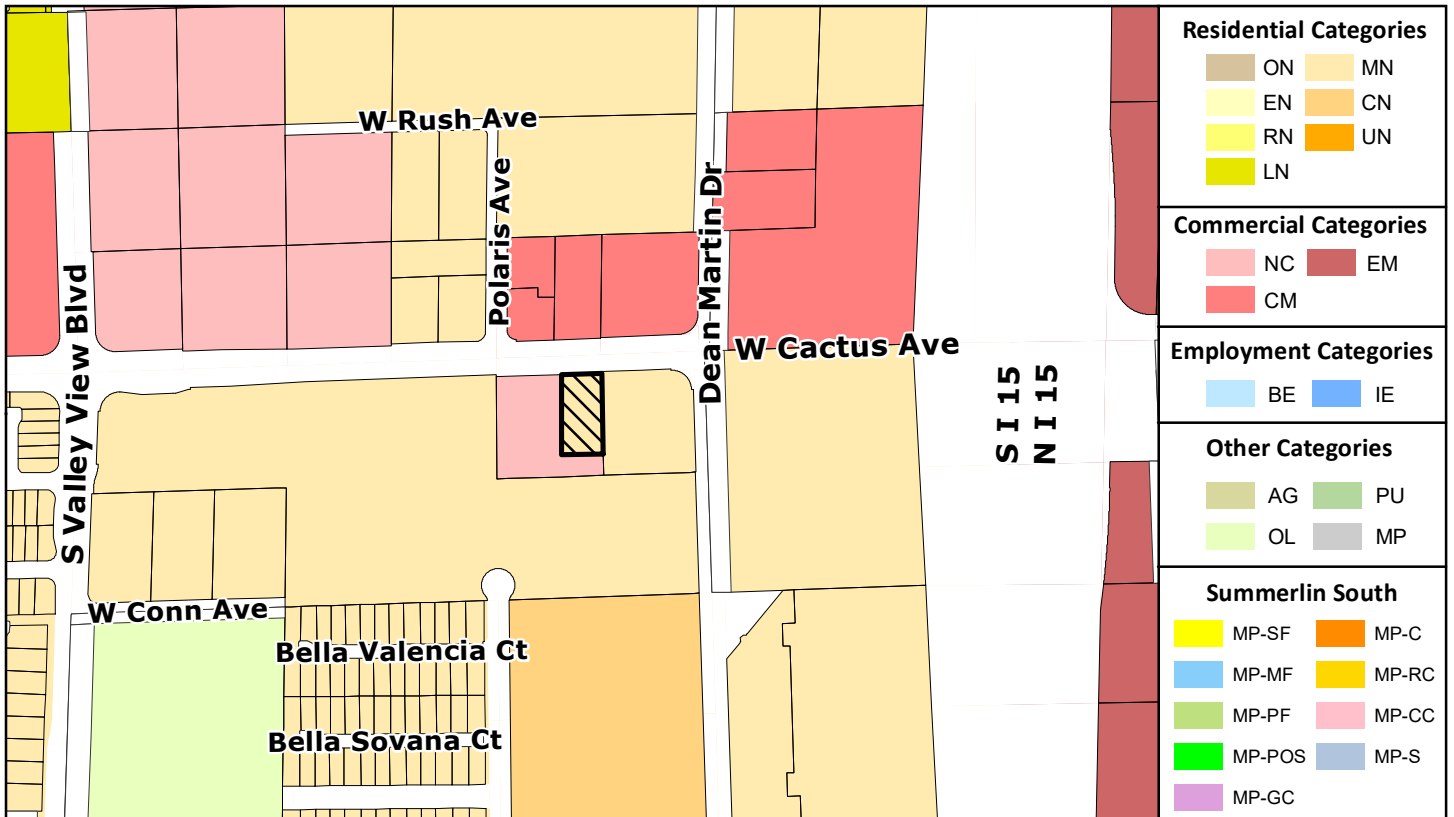 W Rush Ave
Polaris Ave
Dean Martin Dr
S Valley View Blvd
W Cactus Ave
S I 15
N I 15
W Conn Ave
Bella Valencia Ct
Bella Sovana Ct
Residential Categories
ON MN
EN CN
RN UN
LN
Commercial Categories
NC EM
CM
Employment Categories
BE IE
Other Categories
AG PU
OL MP
Summerlin South
MP-SF MP-C
MP-MF MP-RC
MP-PF MP-CC
MP-POS MP-S
MP-GC